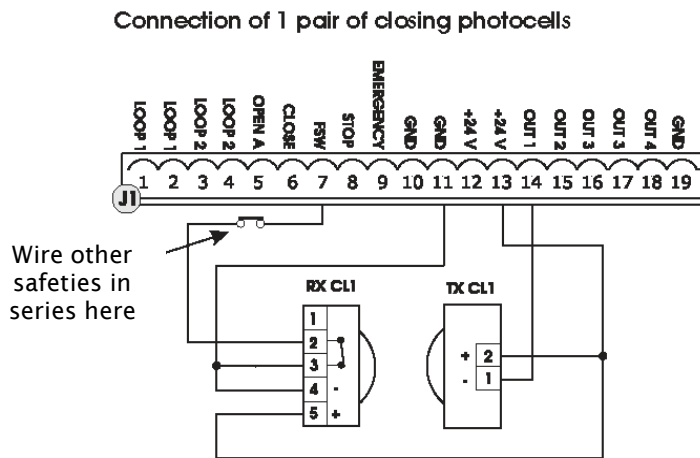 Connection of 1 pair of closing photocells
LOOP 1
LOOP 1
LOOP 2
LOOP 2
OPEN A
CLOSE
FSW
STOP
EMERGENCY
GND
GND
+24 V
+24 V
OUT 1
OUT 2
OUT 3
OUT 3
OUT 4
GND
1 2 3 4 5 6 7 8 9 10 11 12 13 14 15 16 17 18 19
J1
Wire other
safeties in
series here
RX CL1
1
2
3
4 -
5 +
TX CL1
+ 2
- 1